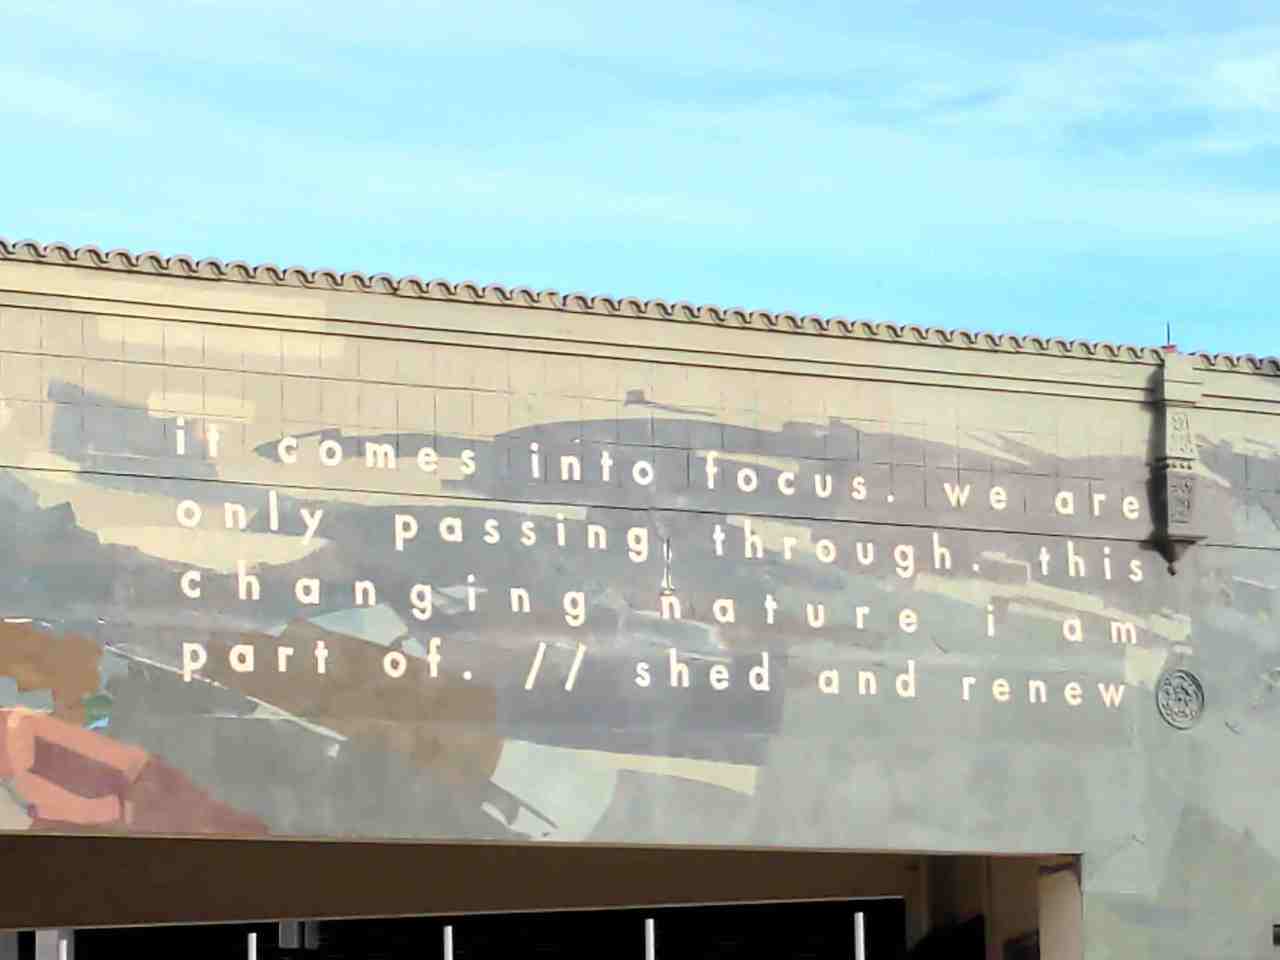 it comes into focus. we are
only passing through. this
changing nature i am
part of. // shed and renew